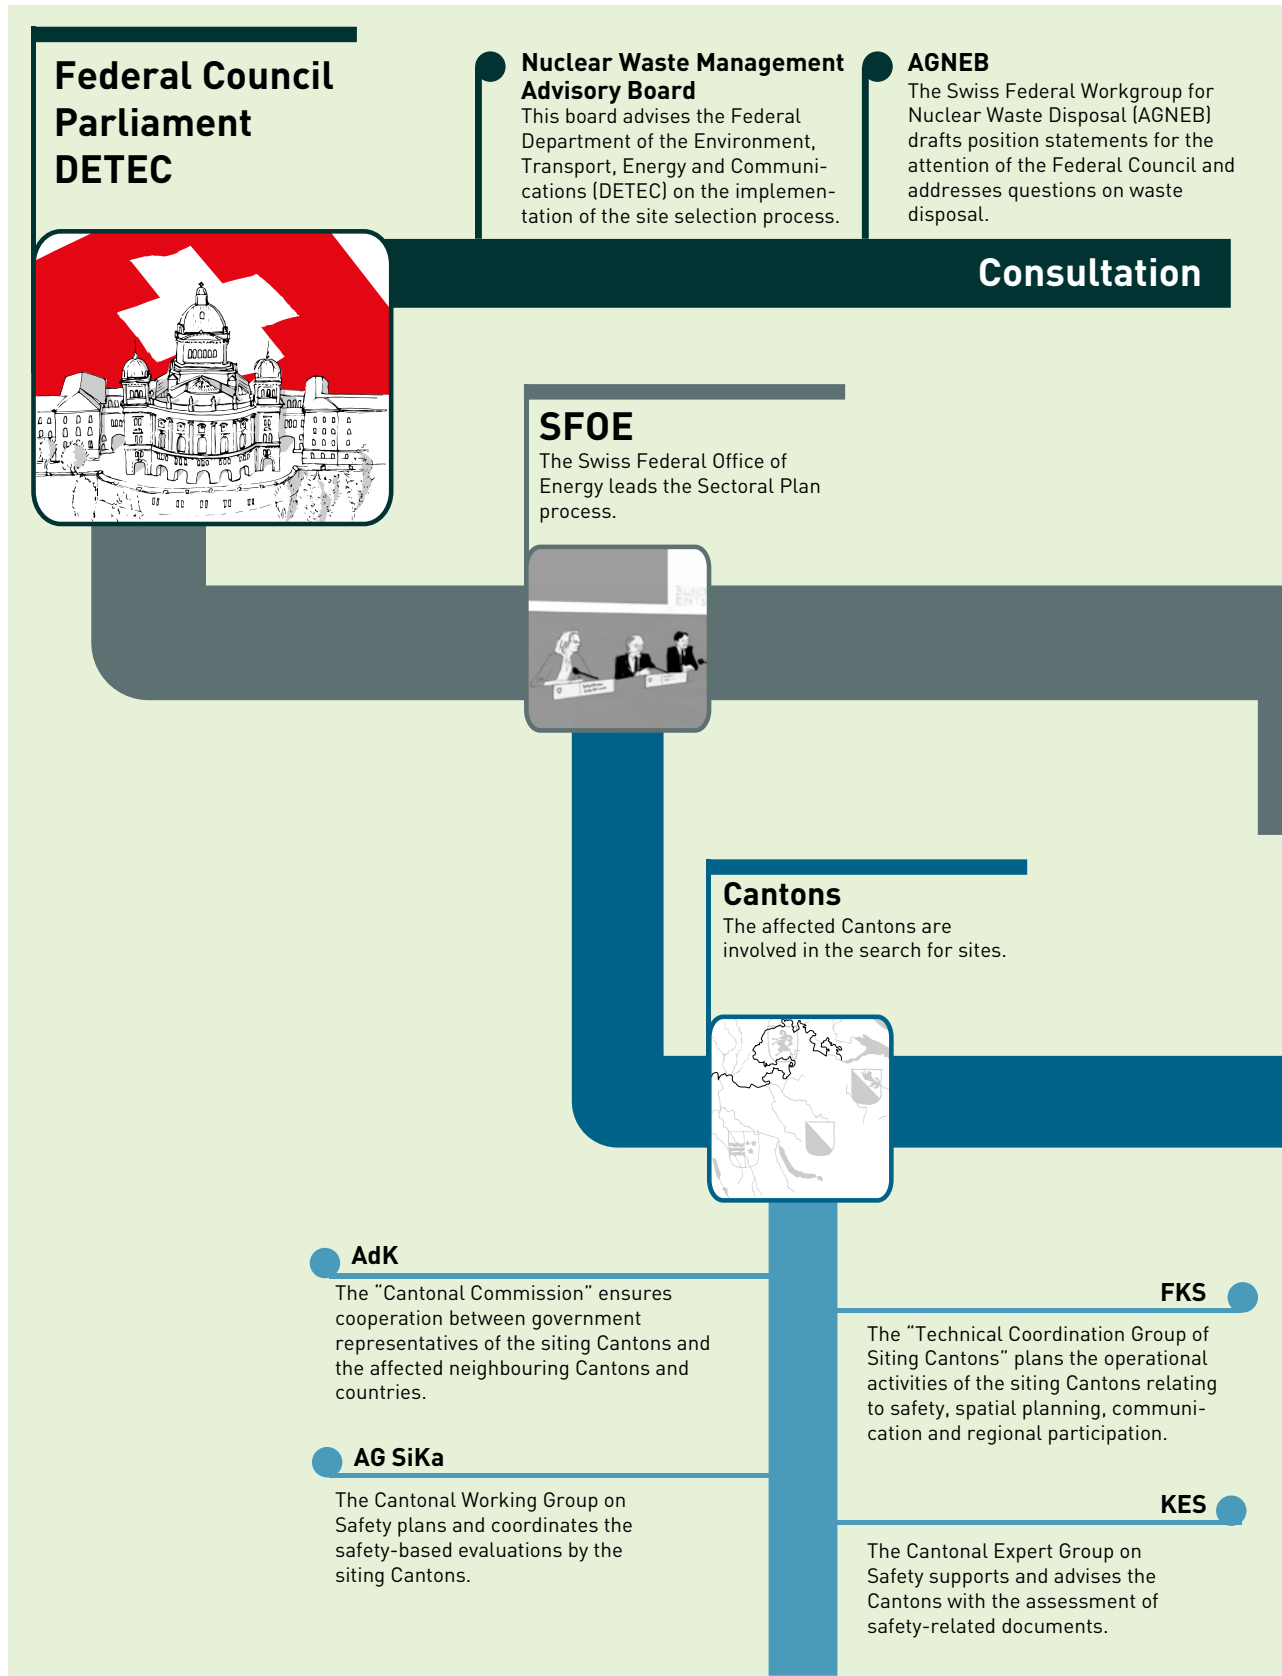 Federal Council
Parliament
DETEC
Nuclear Waste Management
Advisory Board
This board advises the Federal
Department of the Environment,
Transport, Energy and Communi-
cations (DETEC) on the implemen-
tation of the site selection process.
AGNEB
The Swiss Federal Workgroup for
Nuclear Waste Disposal (AGNEB)
drafts position statements for the
attention of the Federal Council and
addresses questions on waste
disposal.
Consultation
SFOE
The Swiss Federal Office of
Energy leads the Sectoral Plan
process.
Cantons
The affected Cantons are
involved in the search for sites.
AdK
The “Cantonal Commission” ensures
cooperation between government
representatives of the siting Cantons and
the affected neighbouring Cantons and
countries.
FKS
The “Technical Coordination Group of
Siting Cantons” plans the operational
activities of the siting Cantons relating
to safety, spatial planning, communi-
cation and regional participation.
AG SiKa
The Cantonal Working Group on
Safety plans and coordinates the
safety-based evaluations by the
siting Cantons.
KES
The Cantonal Expert Group on
Safety supports and advises the
Cantons with the assessment of
safety-related documents.